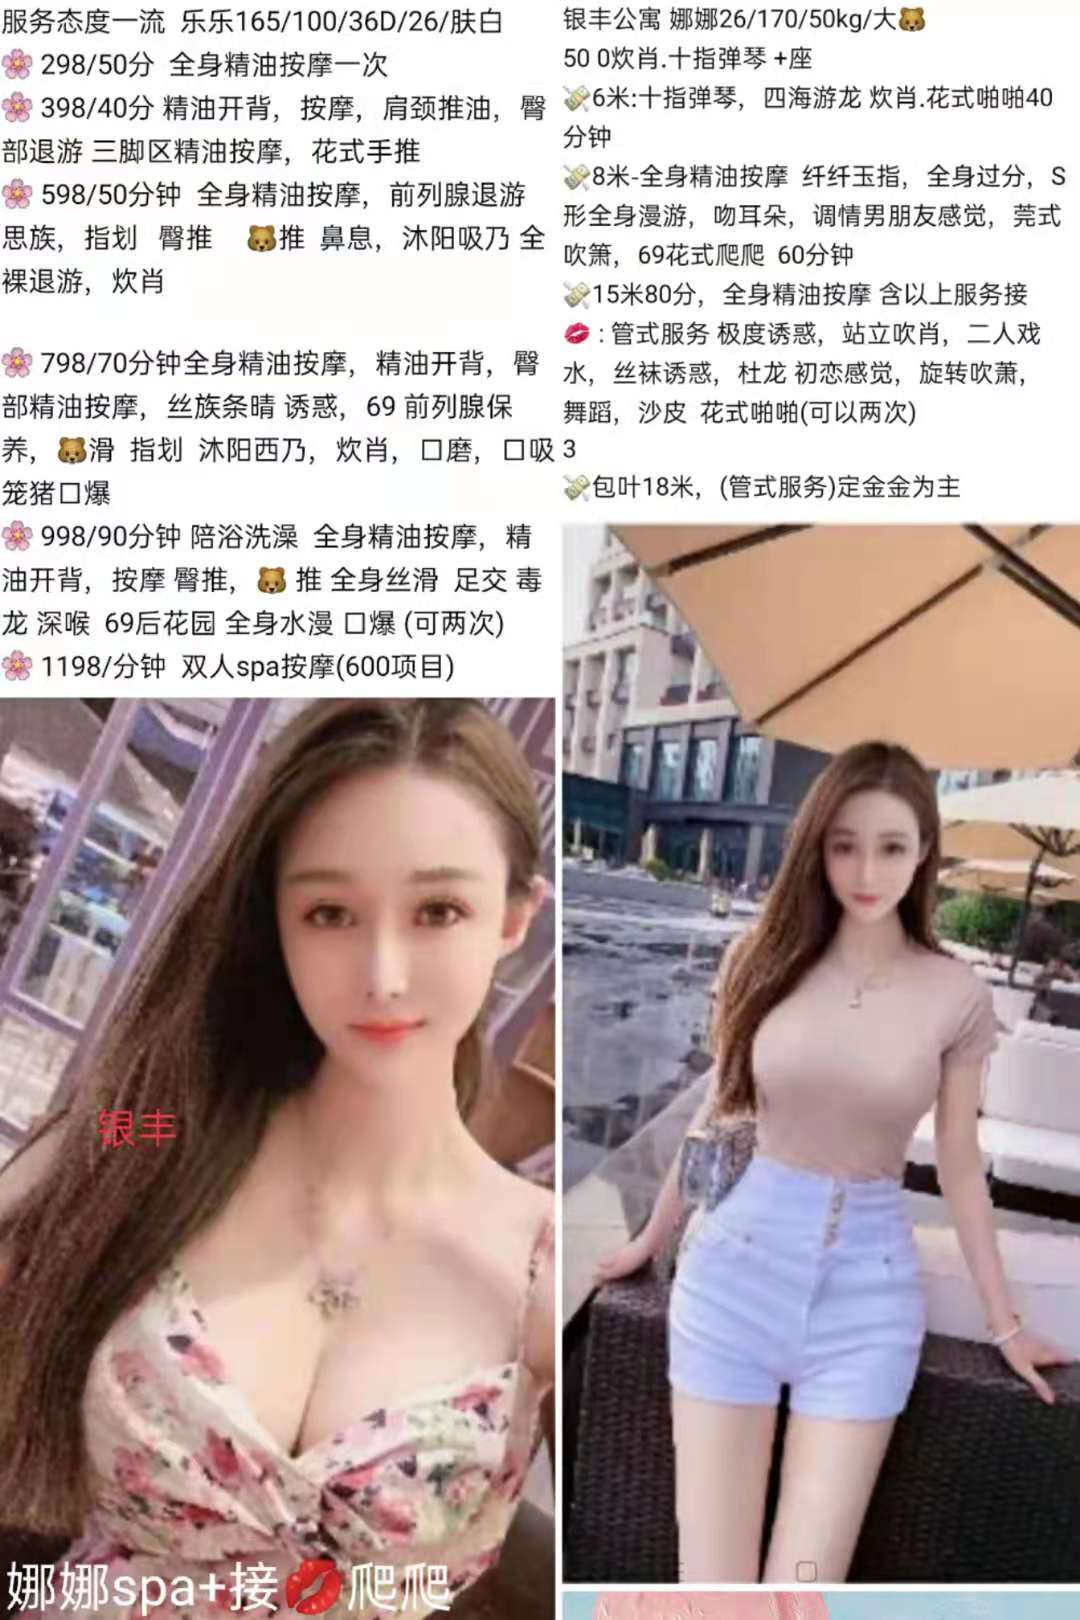 服务态度一流 乐乐165/100/36D/26/肤白
🌸 298/50分 全身精油按摩一次
🌸 398/40分 精油开背，按摩，肩颈推油，臀
部退游 三脚区精油按摩，花式手推
🌸 598/50分钟 全身精油按摩，前列腺退游
思族，指划 臀推 🐻推 鼻息，沐阳吸乃 全
裸退游，炊肖
🌸 798/70分钟全身精油按摩，精油开背，臀
部精油按摩，丝族条晴 诱惑，69 前列腺保
养，🐻滑 指划 沐阳西乃，炊肖，口磨，口吸
笼猪口爆
🌸 998/90分钟 陪浴洗澡 全身精油按摩，精
油开背，按摩 臀推，🐻 推 全身丝滑 足交 毒
龙 深喉 69后花园 全身水漫 口爆 (可两次)
🌸 1198/分钟 双人spa按摩(600项目)
银丰
娜娜spa+接💋爬爬
银丰公寓 娜娜26/170/50kg/大🐻
50 0炊肖.十指弹琴 +座
💸6米:十指弹琴，四海游龙 炊肖.花式啪啪40
分钟
💸8米-全身精油按摩 纤纤玉指，全身过分，S
形全身漫游，吻耳朵，调情男朋友感觉，莞式
吹箫，69花式爬爬 60分钟
💸15米80分，全身精油按摩 含以上服务接
💋 : 管式服务 极度诱惑，站立吹肖，二人戏
水，丝袜诱惑，杜龙 初恋感觉，旋转吹萧，
舞蹈，沙皮 花式啪啪(可以两次)
3
💸包叶18米，(管式服务)定金金为主